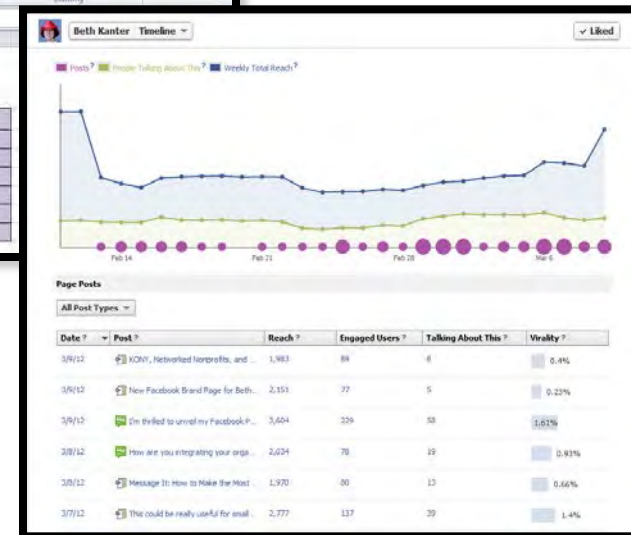 Beth Kanter Timeline
✓ Liked
Posts? People Talking About This? Weekly Total Reach?
Feb 14 Feb 21 Feb 28 Mar 6
Page Posts
All Post Types
Date? Post? Reach? Engaged Users? Talking About This? Virality?
3/9/12 KONY, Networked Nonprofits, and ... 1,983 8 0.4%
3/9/12 New Facebook Brand Page for Beth... 2,151 77 5 0.23%
3/9/12 I'm thrilled to unveil my Facebook P... 3,604 58 1.61%
3/8/12 How are you integrating your orga... 2,034 78 19 0.93%
3/8/12 Message It: How to Make the Most ... 1,970 80 13 0.66%
3/7/12 This could be really useful for small ... 2,777 137 39 1.4%